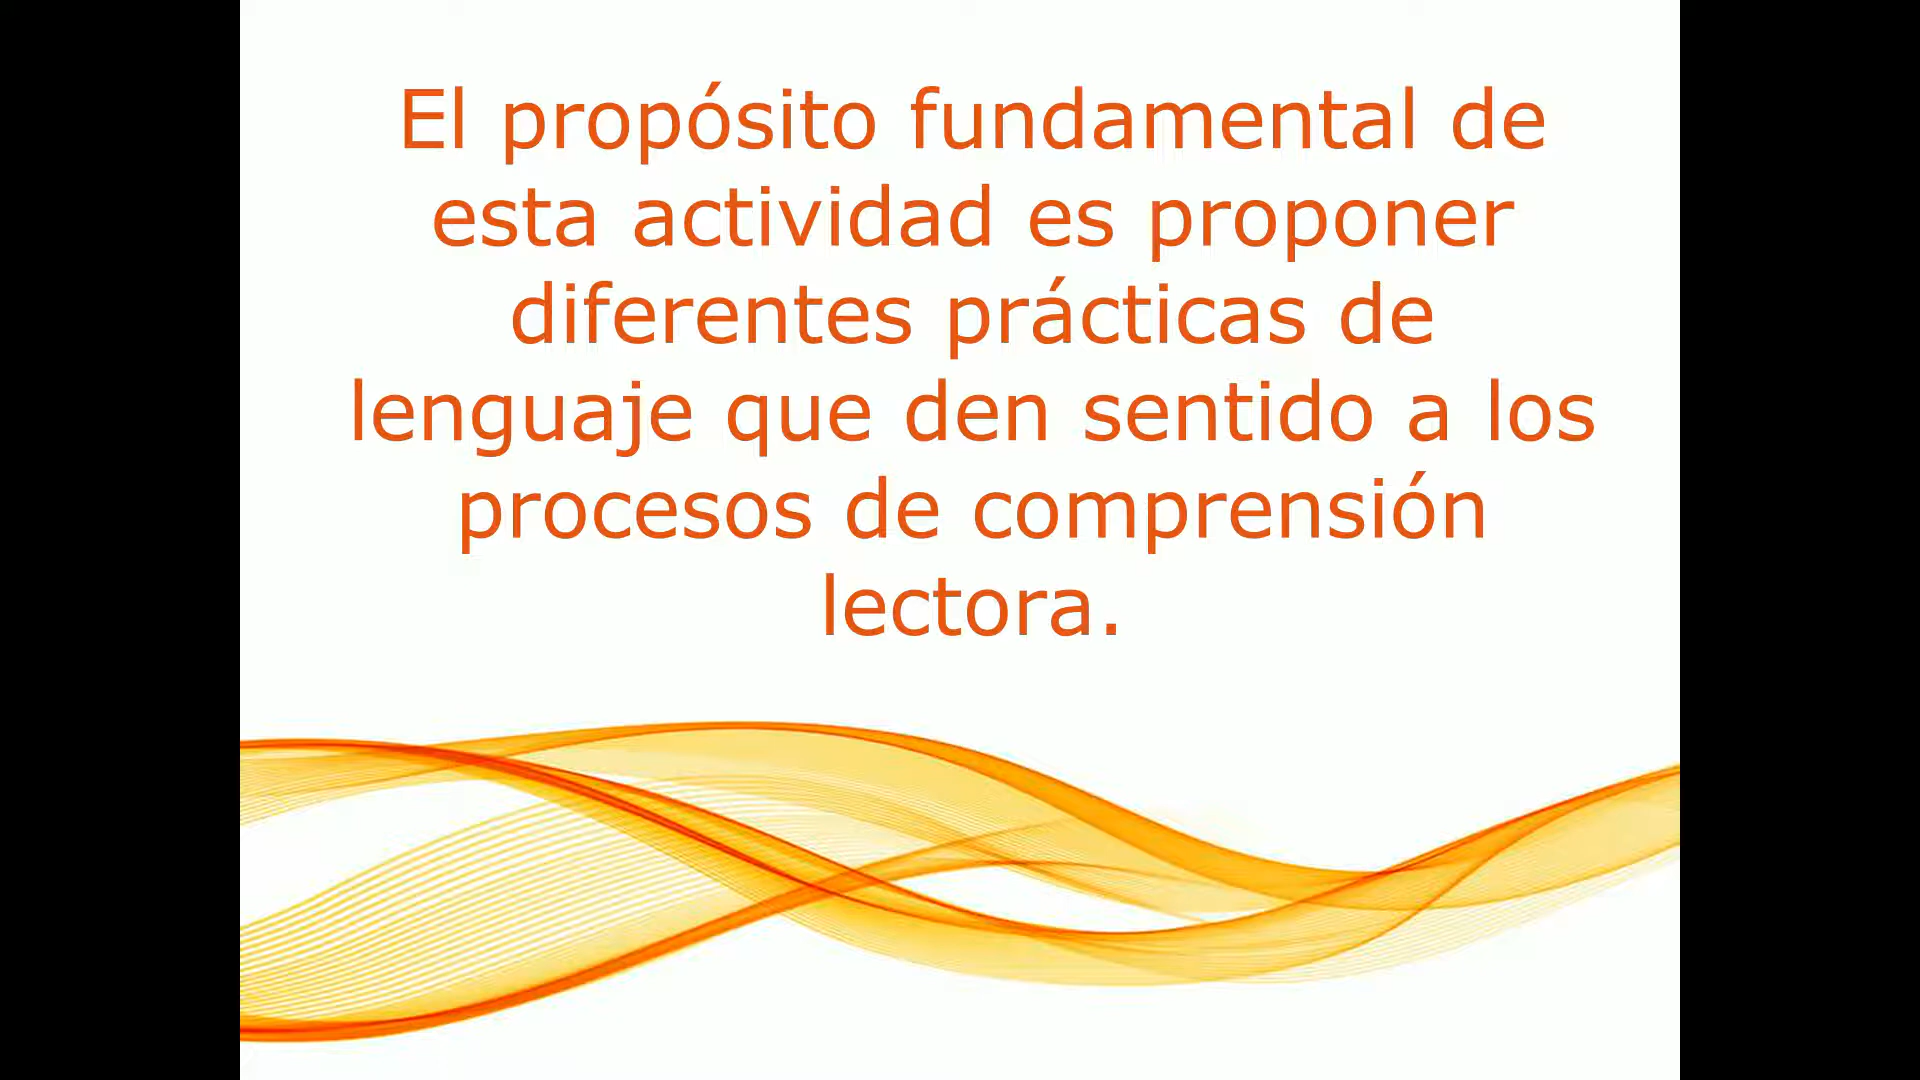 El propósito fundamental de
esta actividad es proponer
diferentes prácticas de
lenguaje que den sentido a los
procesos de comprensión
lectora.